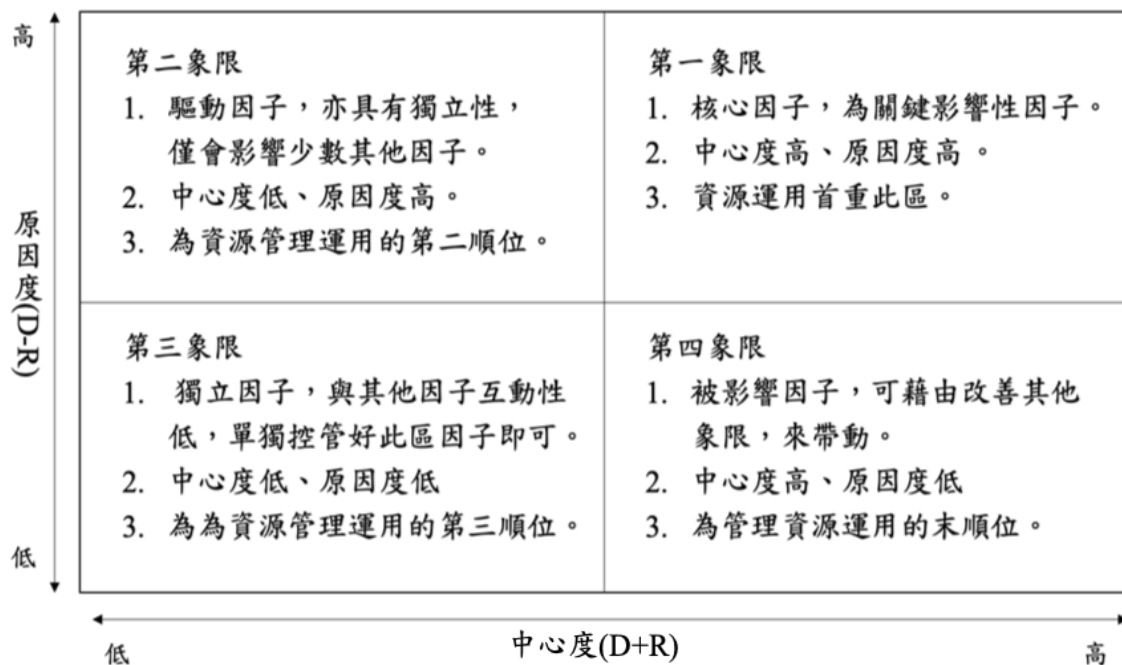 高
第二象限
1. 驅動因子，亦具有獨立性，
僅會影響少數其他因子。
2. 中心度低、原因度高。
3. 為資源管理運用的第二順位。
第一象限
1. 核心因子，為關鍵影響性因子。
2. 中心度高、原因度高。
3. 資源運用首重此區。
原因度(D-R)
第三象限
1. 獨立因子，與其他因子互動性
低，單獨控管好此區因子即可。
2. 中心度低、原因度低
3. 為為資源管理運用的第三順位。
第四象限
1. 被影響因子，可藉由改善其他
象限，來帶動。
2. 中心度高、原因度低
3. 為管理資源運用的末順位。
低
低
中心度(D+R)
高